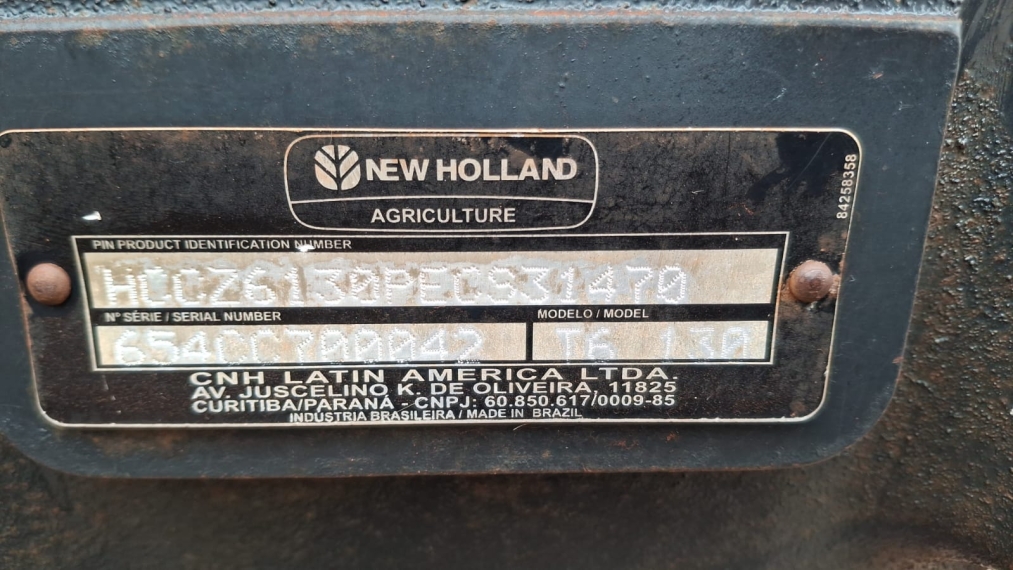 NEW HOLLAND
AGRICULTURE
84258358
PIN PRODUCT IDENTIFICATION NUMBER
HCCZ6130PECS31470
Nº SÉRIE / SERIAL NUMBER
MODELO / MODEL
654CC700042
T6 130
CNH LATIN AMERICA LTDA.
AV. JUSCELINO K. DE OLIVEIRA, 11825
CURITIBA/PARANÁ - CNPJ: 60.850.617/0009-85
INDÚSTRIA BRASILEIRA / MADE IN BRAZIL